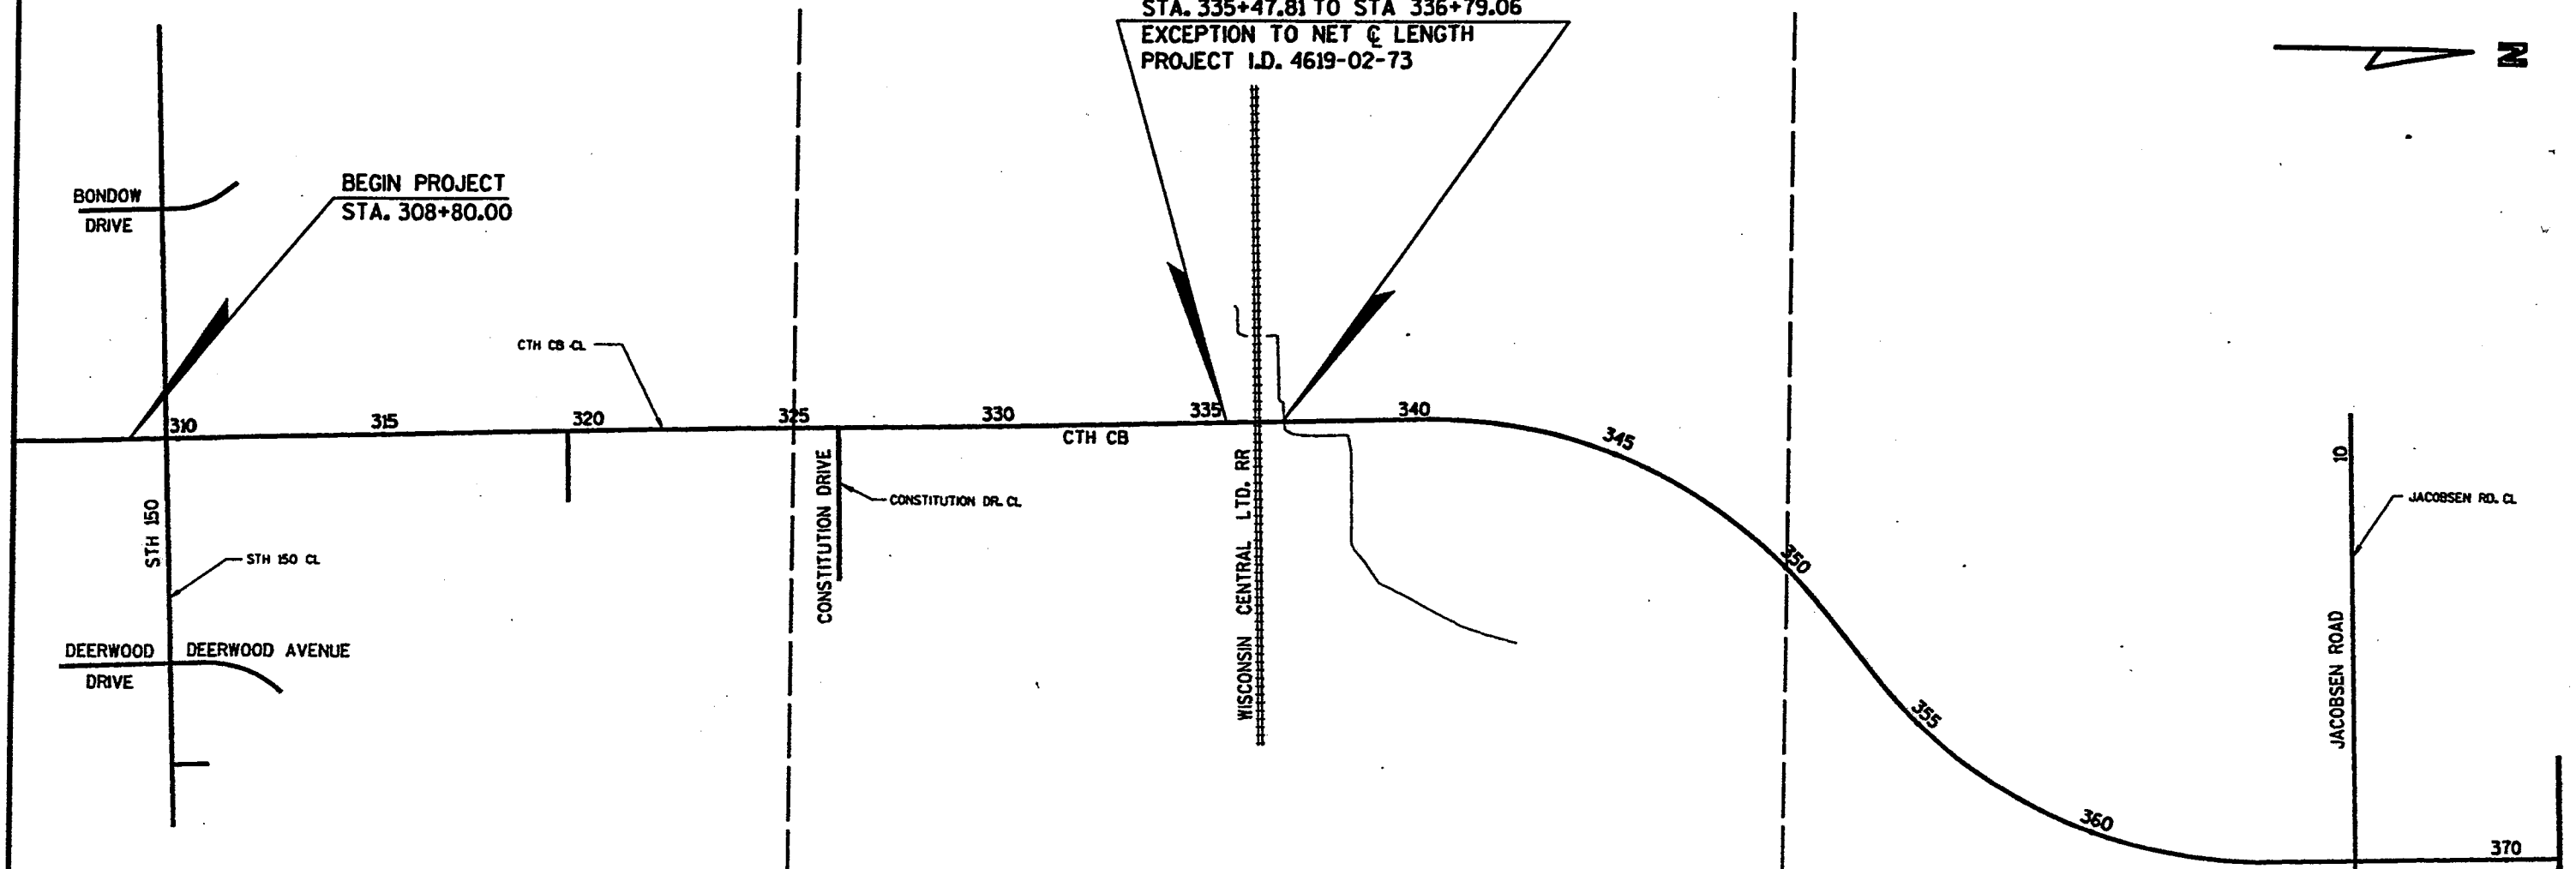 STA. 335+47.81 TO STA 336+79.06
EXCEPTION TO NET ℄ LENGTH
PROJECT I.D. 4619-02-73
N
BONDOW
DRIVE
BEGIN PROJECT
STA. 308+80.00
CTH CB CL
310
315
320
325
330
335
340
345
350
355
360
370
CTH CB
STH 150
STH 150 CL
CONSTITUTION DRIVE
CONSTITUTION DR. CL
WISCONSIN CENTRAL LTD. RR
10
JACOBSEN RD. CL
JACOBSEN ROAD
DEERWOOD
DRIVE
DEERWOOD AVENUE